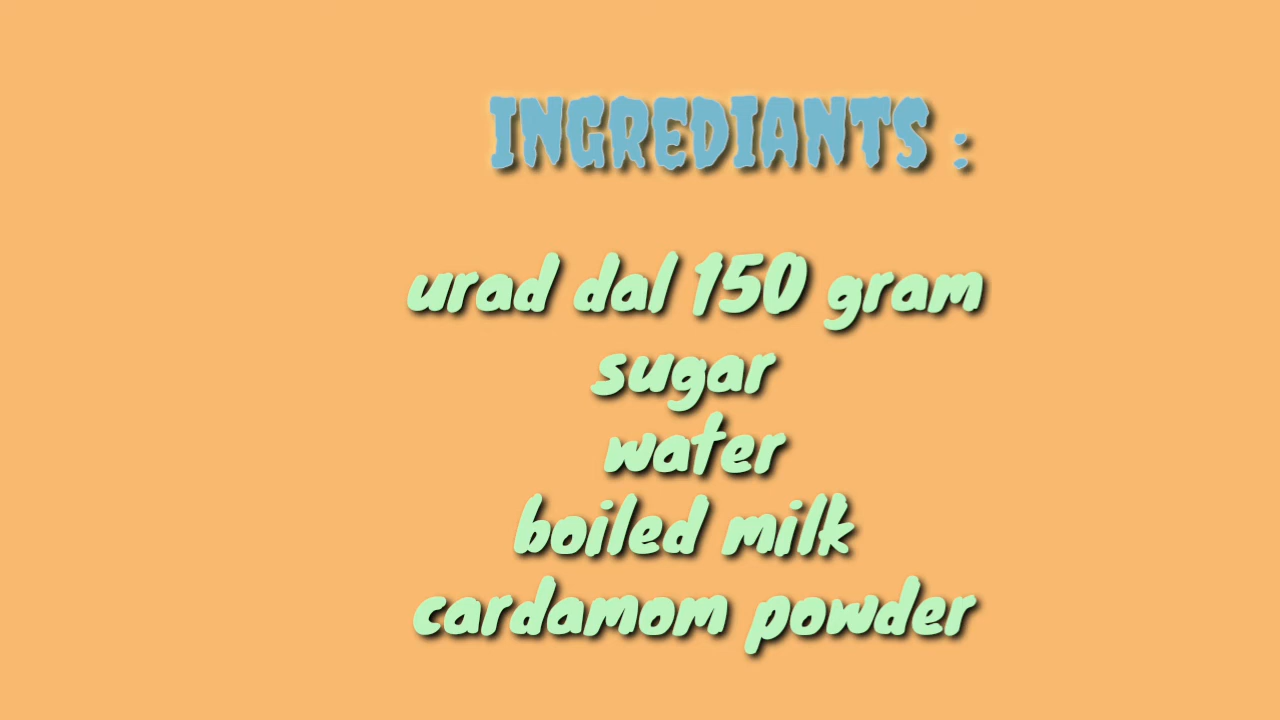 INGREDIANTS :
urad dal 150 gram
sugar
water
boiled milk
cardamom powder